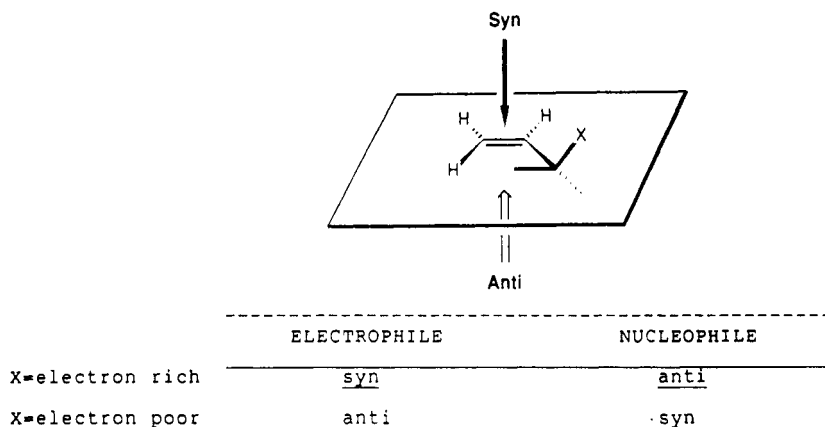 Syn
H
H
X
H
Anti
ELECTROPHILE NUCLEOPHILE
X=electron rich syn anti
X=electron poor anti syn